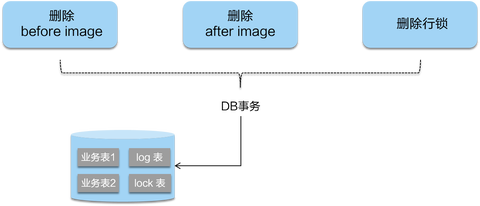 删除
before image
删除
after image
删除行锁
DB事务
业务表1
log 表
业务表2
lock 表